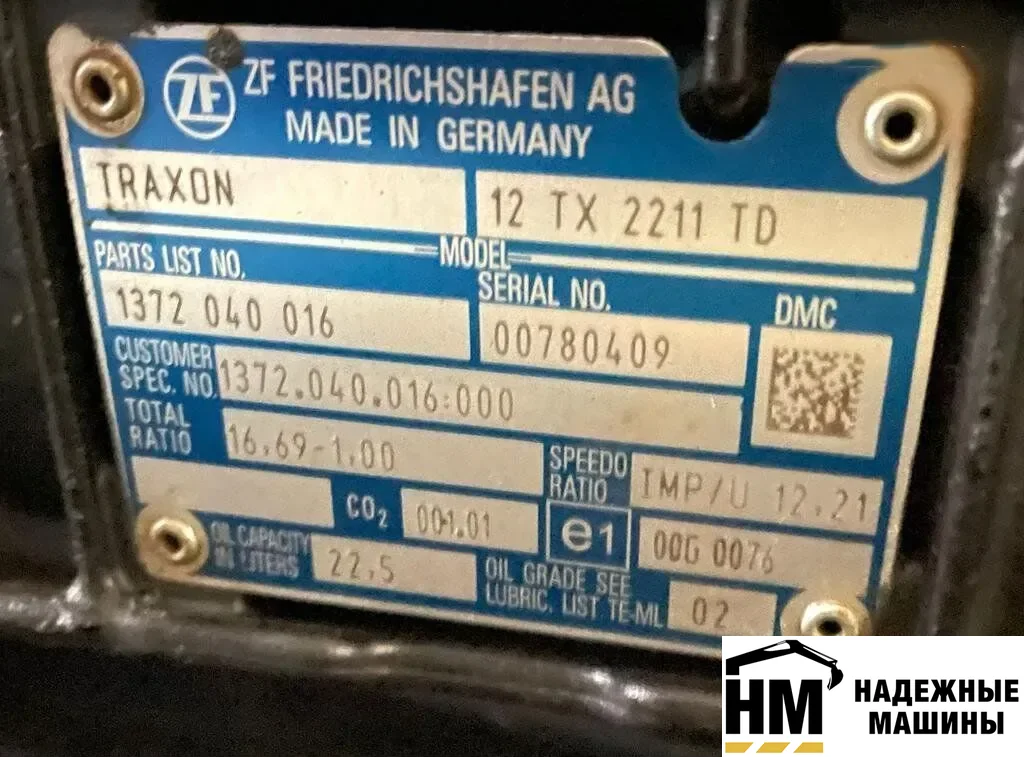 ZF
ZF FRIEDRICHSHAFEN AG
MADE IN GERMANY
TRAXON
12 TX 2211 TD
MODEL
PARTS LIST NO.
SERIAL NO.
DMC
1372 040 016
00780409
CUSTOMER
SPEC. NO.
1372.040.016:000
TOTAL
RATIO
16,69-1,00
SPEEDO
RATIO
IMP/U 12,21
CO₂
001.01
e1
00G 0076
OIL CAPACITY
IN LITERS
22,5
OIL GRADE SEE
LUBRIC. LIST TE-ML
02
НМ
НАДЕЖНЫЕ
МАШИНЫ